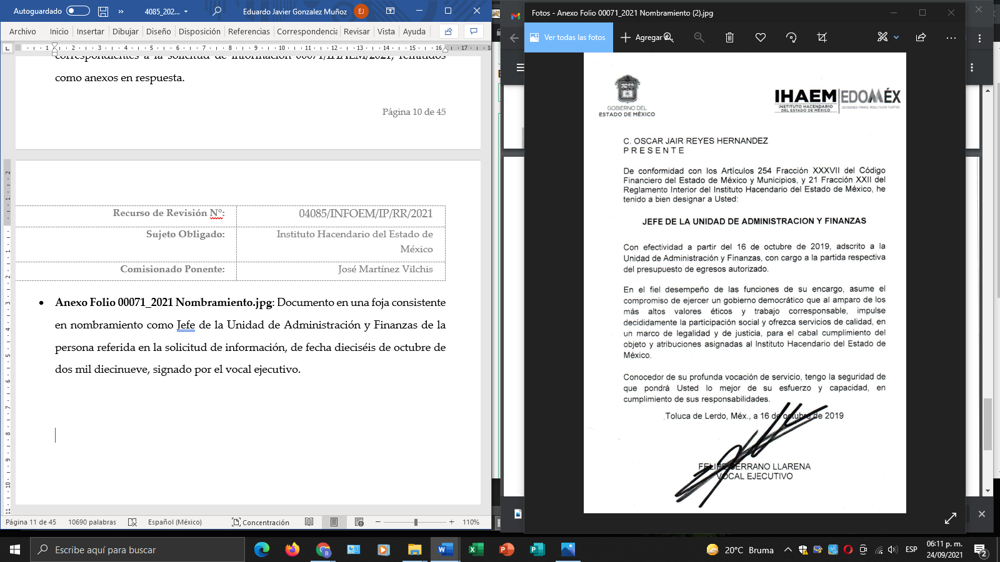 Autoguardado
4085_202...
Eduardo Javier Gonzalez Muñoz
EJ
Archivo Inicio Insertar Dibujar Diseño Disposición Referencias Correspondencia Revisar Vista Ayuda
correspondientes a la solicitud de información 00071/IHAEM/2021, remitidos
como anexos en respuesta.
Página 10 de 45
Recurso de Revisión N°: 04085/INFOEM/IP/RR/2021
Sujeto Obligado: Instituto Hacendario del Estado de
México
Comisionado Ponente: José Martínez Vilchis
• Anexo Folio 00071_2021 Nombramiento.jpg: Documento en una foja consistente
en nombramiento como Jefe de la Unidad de Administración y Finanzas de la
persona referida en la solicitud de información, de fecha dieciséis de octubre de
dos mil diecinueve, signado por el vocal ejecutivo.
Página 11 de 45 10690 palabras Español (México) Concentración 110%
Fotos - Anexo Folio 00071_2021 Nombramiento (2).jpg
Ver todas las fotos
Agregar a
GOBIERNO DEL
ESTADO DE MÉXICO
IHAEM EDOMÉX
INSTITUTO HACENDARIO
DEL ESTADO DE MÉXICO
DECISIONES FIRMES, RESULTADOS FUERTES
C. OSCAR JAIR REYES HERNANDEZ
P R E S E N T E
De conformidad con los Artículos 254 Fracción XXXVII del Código
Financiero del Estado de México y Municipios, y 21 Fracción XXII del
Reglamento Interior del Instituto Hacendario del Estado de México, he
tenido a bien designar a Usted:
JEFE DE LA UNIDAD DE ADMINISTRACION Y FINANZAS
Con efectividad a partir del 16 de octubre de 2019, adscrito a la
Unidad de Administración y Finanzas, con cargo a la partida respectiva
del presupuesto de egresos autorizado.
En el fiel desempeño de las funciones de su encargo, asume el
compromiso de ejercer un gobierno democrático que al amparo de los
más altos valores éticos y trabajo corresponsable, impulse
decididamente la participación social y ofrezca servicios de calidad, en
un marco de legalidad y de justicia, para el cabal cumplimiento del
objeto y atribuciones asignadas al Instituto Hacendario del Estado de
México.
Conocedor de su profunda vocación de servicio, tengo la seguridad de
que pondrá Usted lo mejor de su esfuerzo y capacidad, en
cumplimiento de sus responsabilidades.
Toluca de Lerdo, Méx., a 16 de octubre de 2019
FELIPE SERRANO LLARENA
VOCAL EJECUTIVO
Escribe aquí para buscar
20°C Bruma
ESP
06:11 p. m.
24/09/2021
2